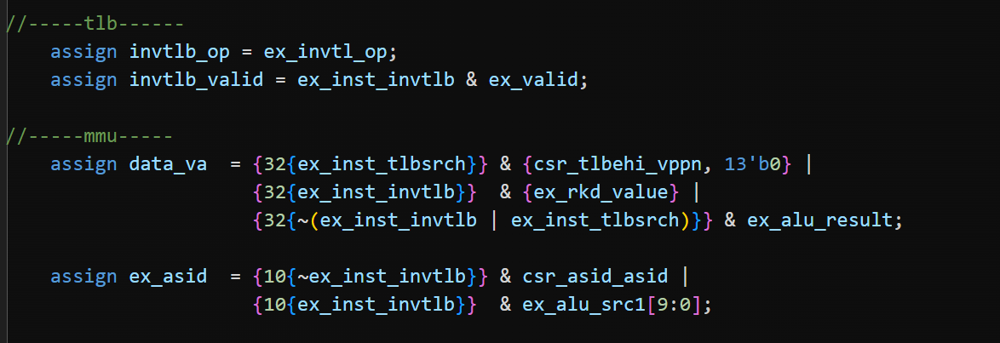 //-----tlb------
assign invtlb_op = ex_invtl_op;
assign invtlb_valid = ex_inst_invtlb & ex_valid;
//-----mmu-----
assign data_va  = {32{ex_inst_tlbsrch}} & {csr_tlbehi_vppn, 13'b0} |
{32{ex_inst_invtlb}}  & {ex_rkd_value} |
{32{~(ex_inst_invtlb | ex_inst_tlbsrch)}} & ex_alu_result;
assign ex_asid  = {10{~ex_inst_invtlb}} & csr_asid_asid |
{10{ex_inst_invtlb}}  & ex_alu_src1[9:0];